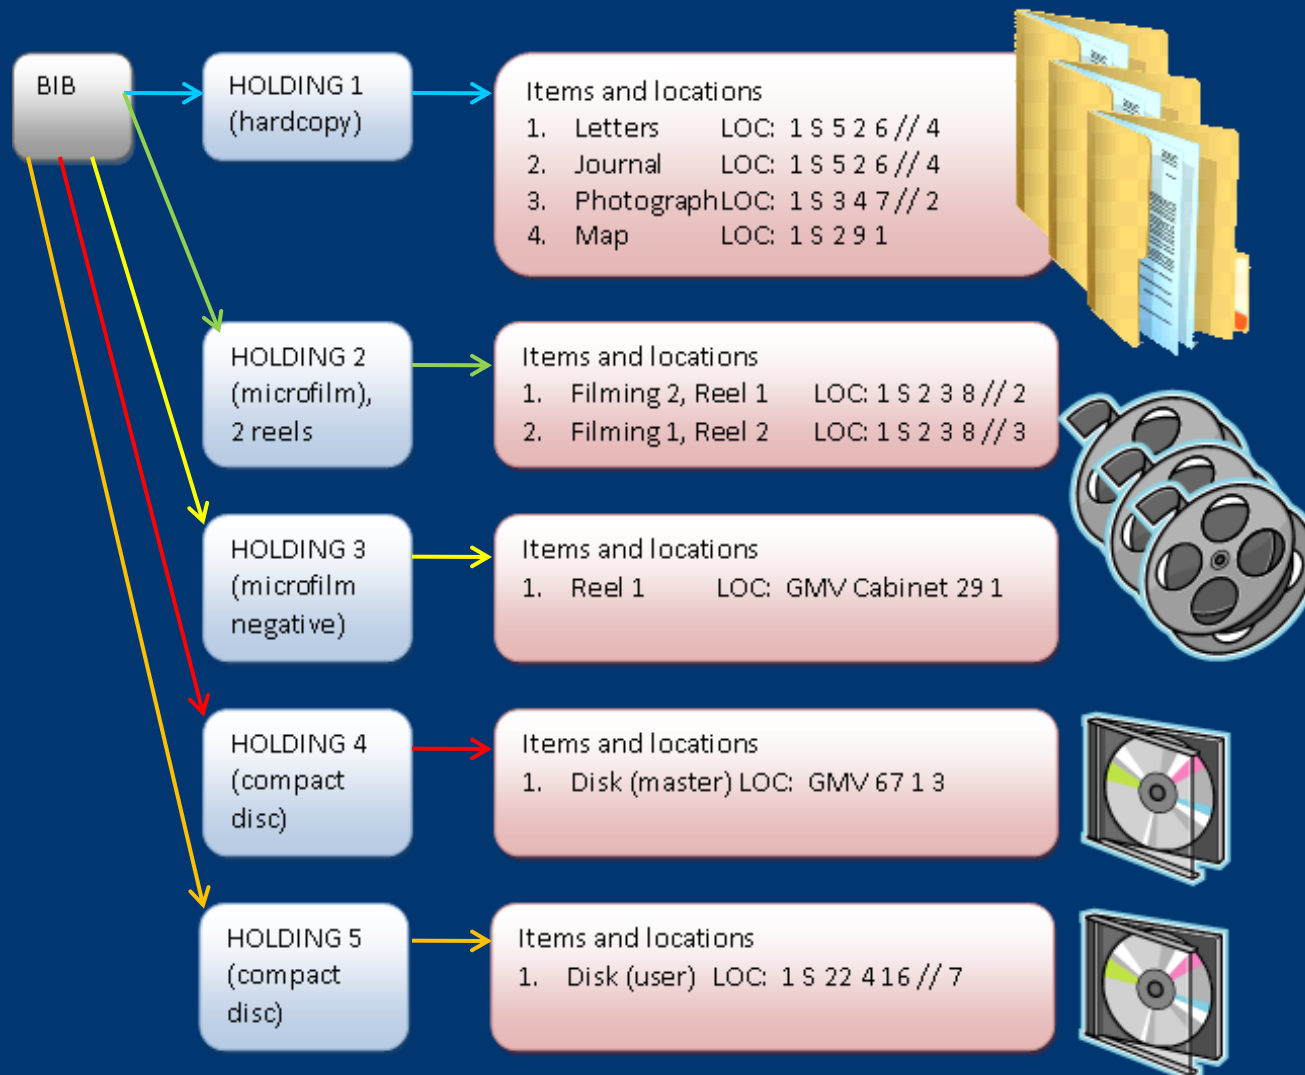 BIB
HOLDING 1
(hardcopy)
Items and locations
1. Letters LOC: 1 S 5 2 6 // 4
2. Journal LOC: 1 S 5 2 6 // 4
3. Photograph LOC: 1 S 3 4 7 // 2
4. Map LOC: 1 S 2 9 1
HOLDING 2
(microfilm),
2 reels
Items and locations
1. Filming 2, Reel 1 LOC: 1 S 2 3 8 // 2
2. Filming 1, Reel 2 LOC: 1 S 2 3 8 // 3
HOLDING 3
(microfilm
negative)
Items and locations
1. Reel 1 LOC: GMV Cabinet 29 1
HOLDING 4
(compact
disc)
Items and locations
1. Disk (master) LOC: GMV 67 1 3
HOLDING 5
(compact
disc)
Items and locations
1. Disk (user) LOC: 1 S 22 4 16 // 7